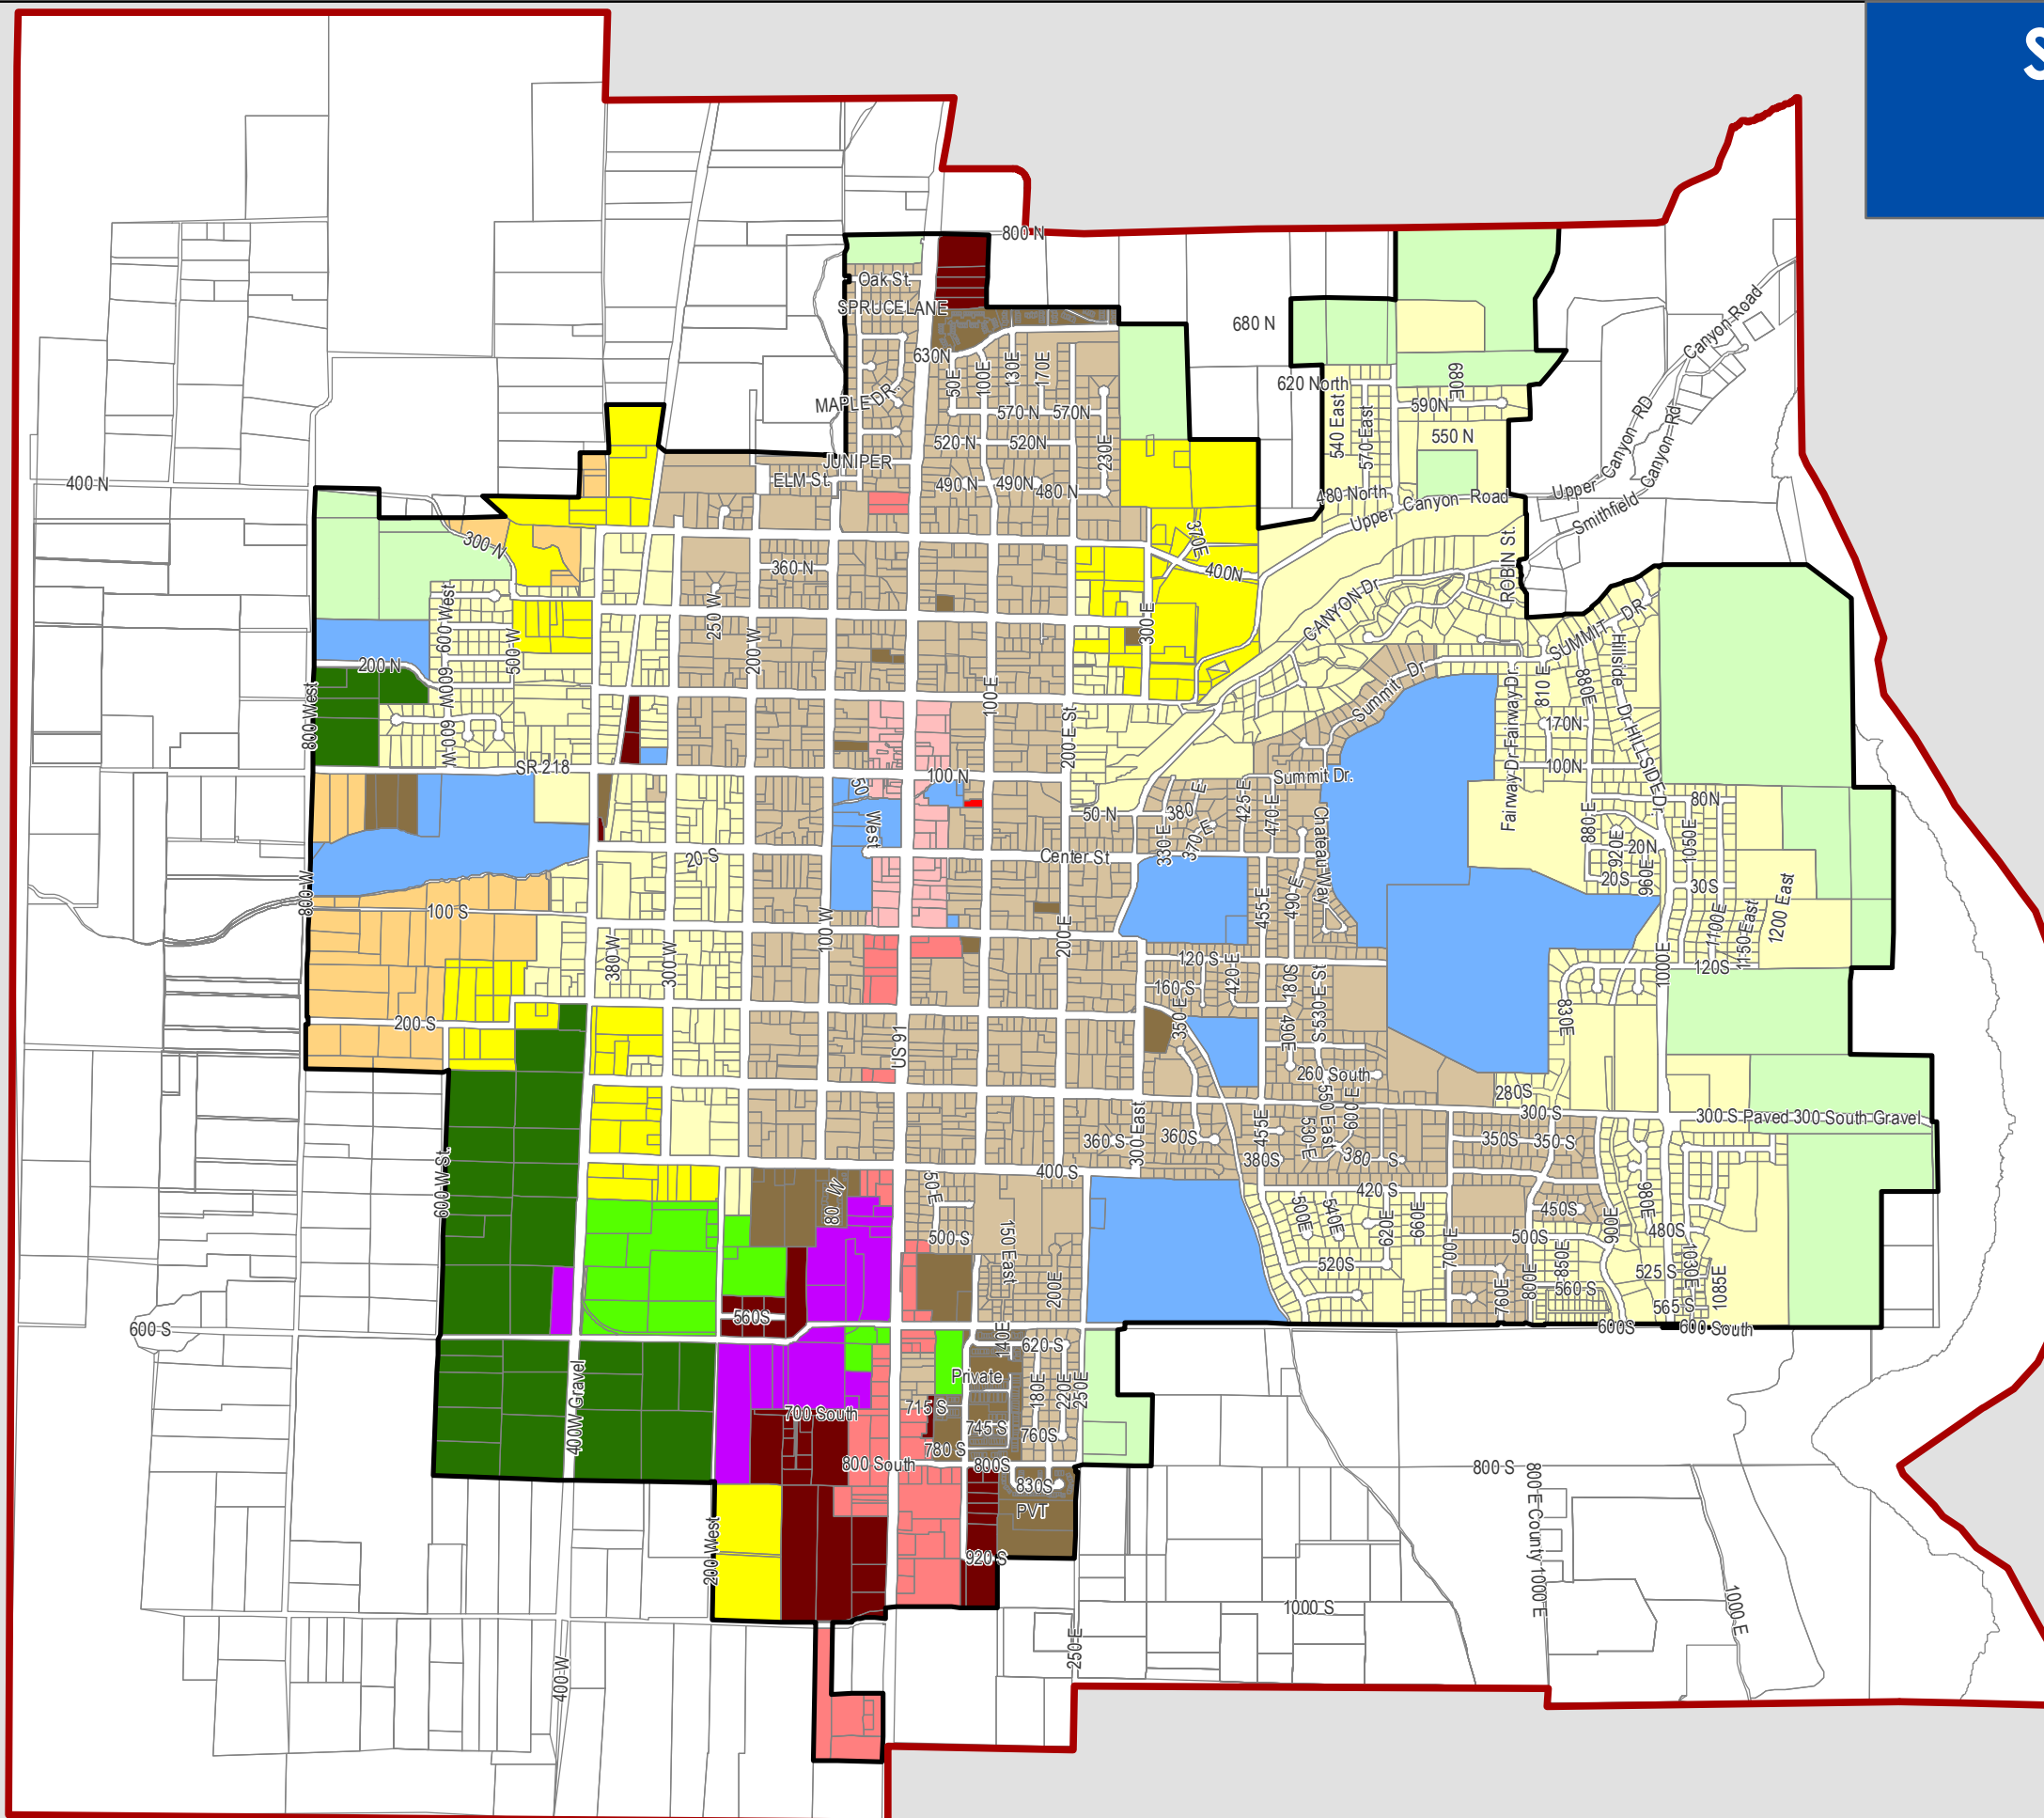 S
800 N
Oak St.
SPRUCELANE
680 N
Canyon Road
630N
50E
100E
130E
170E
620 North
680E
MAPLE DR.
570 N
570N
590N
540 East
570 East
550 N
Upper Canyon RD
520 N
520N
230E
JUNIPER
ELM St.
400 N
490 N
490N
480 N
480 North
Upper Canyon Road
Upper Canyon Rd
Smithfield Canyon Rd
300 N
370E
400N
360 N
ROBIN St.
CANYON Dr
250 W
200 W
300 E
SUMMIT DR
600 West
500 W
200 N
600W
Hillside Dr
810 E
880E
Summit Dr
Fairway Dr
Fairway Dr.
100 E
800 West
600 W
170N
200 E St.
SR 218
100 N
Summit Dr.
100N
HILLSIDE Dr
50
West
50 N
380 E
425 E
470 E
80N
330 E
370 E
Chateau Way
880 E
20 S
Center St
920E
20N
1050E
960E
20S
30S
800 W
100 S
455 E
490 E
1200 East
1100E
1150 East
100 W
200 E
380 W
300 W
120 S
420E
180S
1000E
120S
160 S
350 E
530 E St
830E
200 S
490E
US 91
260 South
280S
300 S
300 S Paved
300 South Gravel
550 East
600 E
455E
300 East
360 S
360S
530E
350S
350 S
400 S
380S
380 S
600 W St.
50 E
80 W
420 S
500E
540E
620E
660E
980E
450S
900E
480S
150 East
500 S
500S
520S
700E
850E
1030E
525 S
1085E
200E
760E
800E
560 S
565 S
560S
600 S
600S
600 South
140E
620 S
Private
180E
220E
250E
400W Gravel
700 South
715 S
745 S
760S
780 S
800 South
800S
800 S
830S
PVT
800 E County 1000 E
200 West
920 S
1000 S
1000 E
250 E
400 W